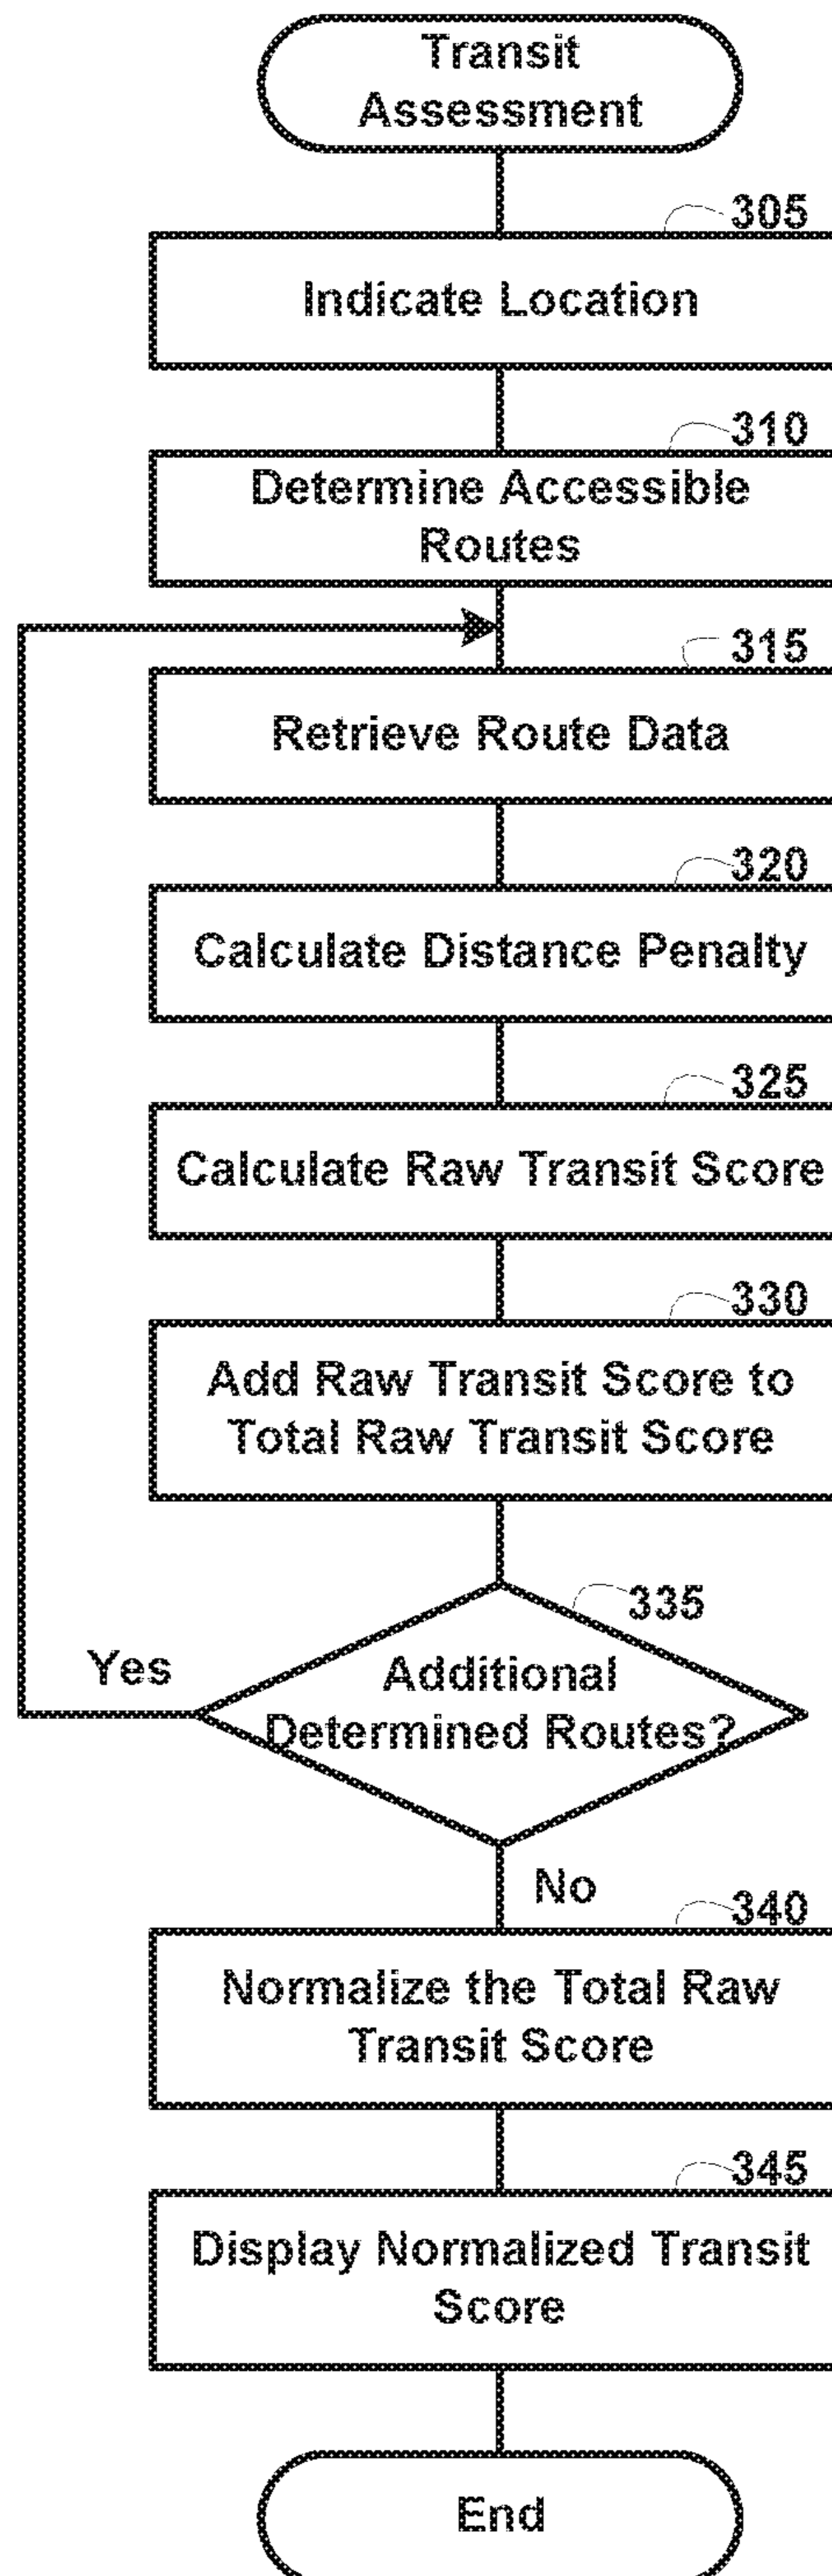 Transit
Assessment
305
Indicate Location
310
Determine Accessible
Routes
315
Retrieve Route Data
320
Calculate Distance Penalty
325
Calculate Raw Transit Score
330
Add Raw Transit Score to
Total Raw Transit Score
335
Yes
Additional
Determined Routes?
No
340
Normalize the Total Raw
Transit Score
345
Display Normalized Transit
Score
End